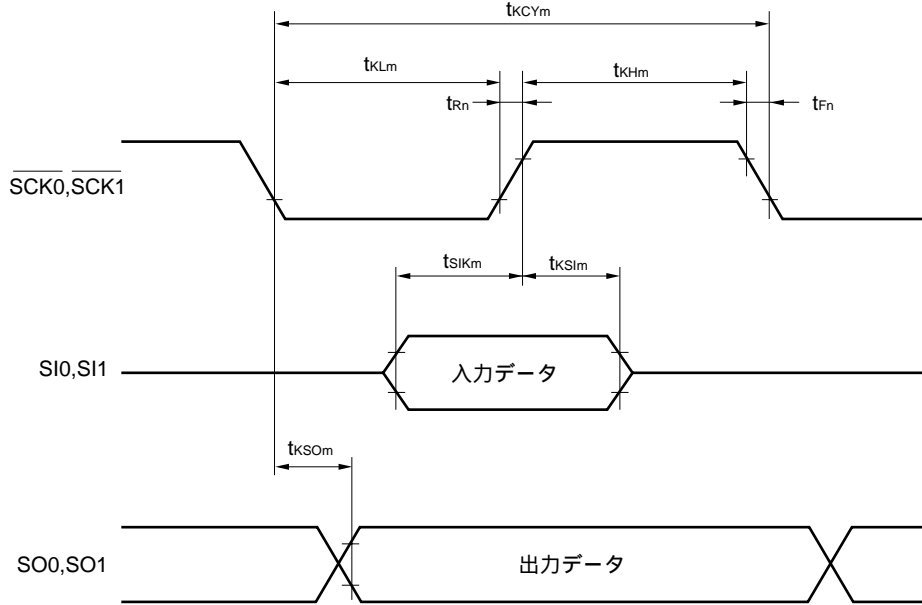 tKCYm
tKLm
tKHm
tRn
tFn
SCK0,SCK1
tSIKm
tKSIm
SI0,SI1
入力データ
tKSOm
SO0,SO1
出力データ